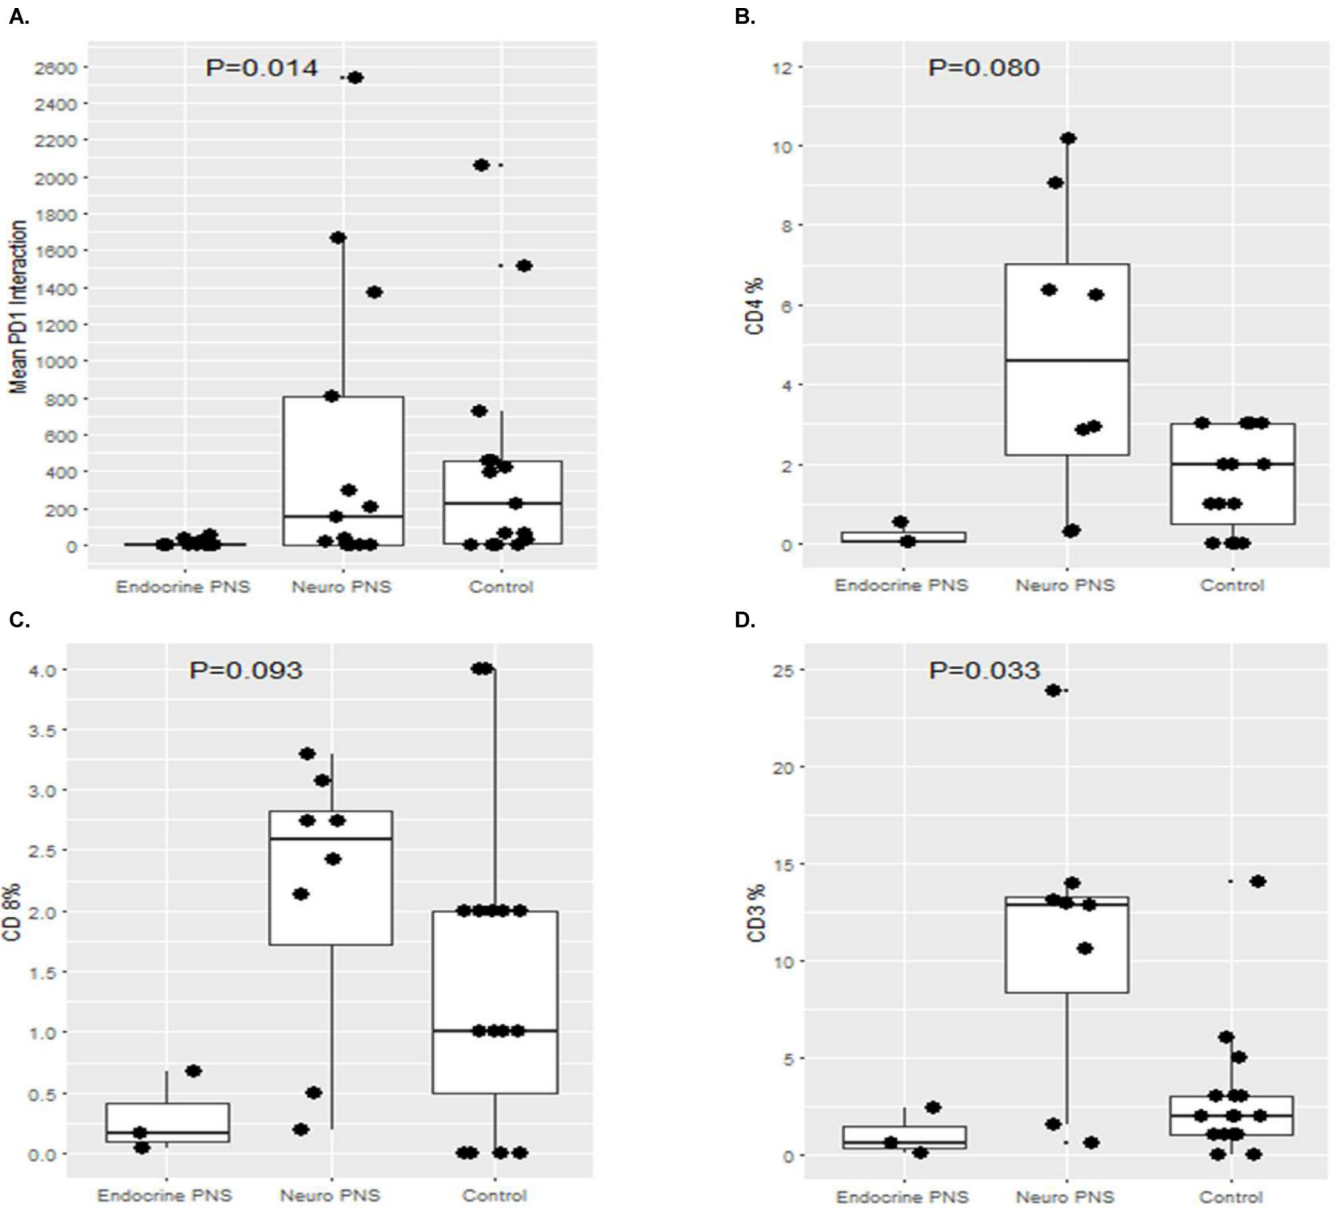 A.
P=0.014
Mean PD1 Interaction
2600
2400
2200
2000
1800
1600
1400
1200
1000
800
600
400
200
0
Endocrine PNS
Neuro PNS
Control
B.
P=0.080
CD4 %
12
10
8
6
4
2
0
Endocrine PNS
Neuro PNS
Control
C.
P=0.093
CD 8%
4.0
3.5
3.0
2.5
2.0
1.5
1.0
0.5
0.0
Endocrine PNS
Neuro PNS
Control
D.
P=0.033
CD3 %
25
20
15
10
5
0
Endocrine PNS
Neuro PNS
Control